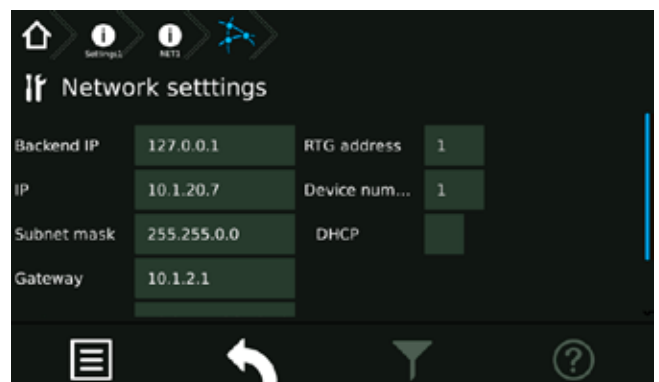 Settings1
NET1
Network setttings
Backend IP 127.0.0.1 RTG address 1
IP 10.1.20.7 Device num... 1
Subnet mask 255.255.0.0 DHCP
Gateway 10.1.2.1